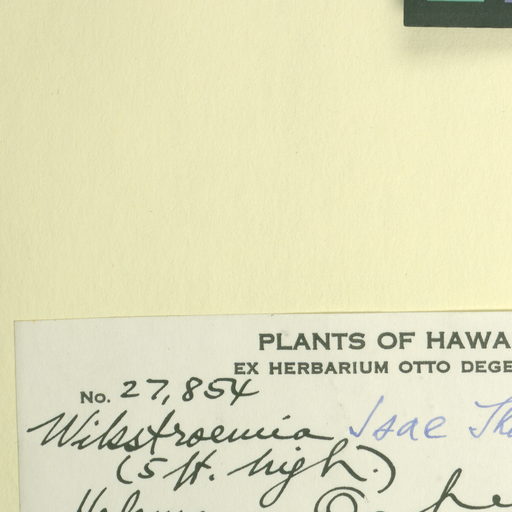 PLANTS OF HAWA
EX HERBARIUM OTTO DEGE
No. 27,854
Wikstroemia
(5 ft. high.)